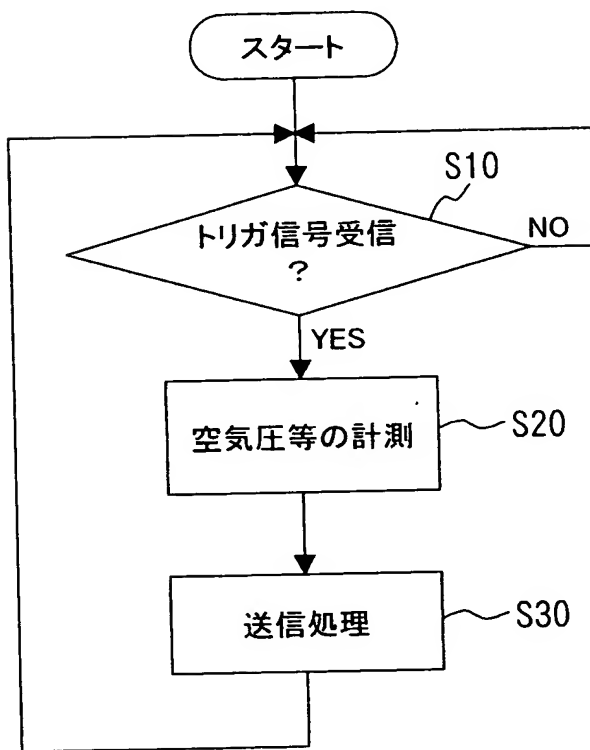 スタート
S10
トリガ信号受信
?
NO
YES
空気圧等の計測
S20
送信処理
S30